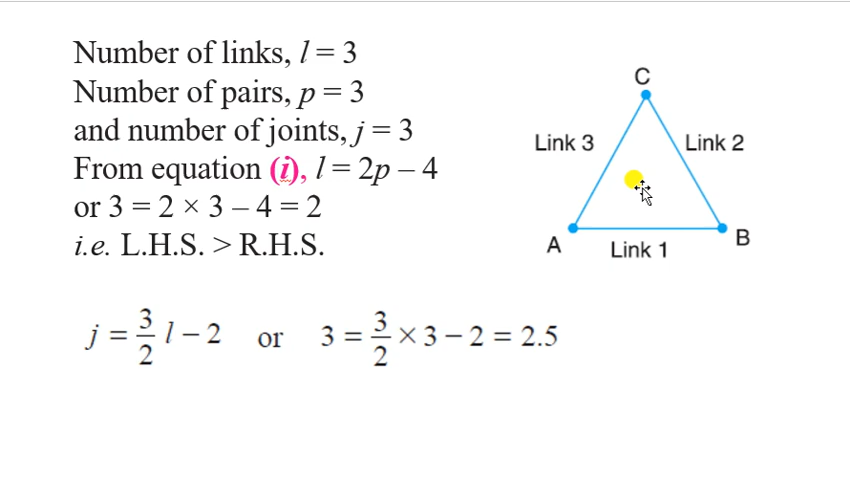 Number of links, l = 3
Number of pairs, p = 3
and number of joints, j = 3
From equation (i), l = 2p – 4
or 3 = 2 × 3 – 4 = 2
i.e. L.H.S. > R.H.S.
C
Link 3
Link 2
A
B
Link 1
j = 3/2 l – 2 or 3 = 3/2 × 3 – 2 = 2.5